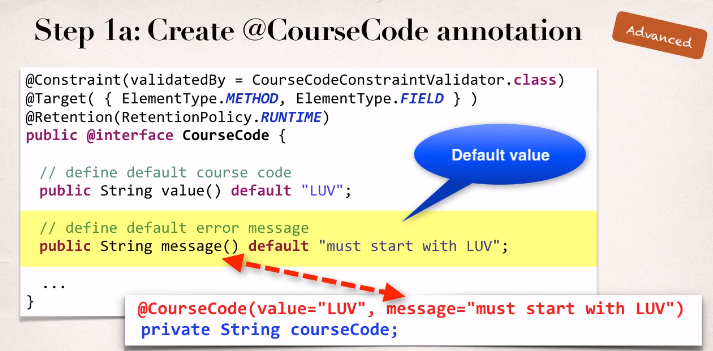 Step 1a: Create @CourseCode annotation
Advanced
@Constraint(validatedBy = CourseCodeConstraintValidator.class)
@Target( { ElementType.METHOD, ElementType.FIELD } )
@Retention(RetentionPolicy.RUNTIME)
public @interface CourseCode {
// define default course code
public String value() default "LUV";
Default value
// define default error message
public String message() default "must start with LUV";
...
}
@CourseCode(value="LUV", message="must start with LUV")
private String courseCode;